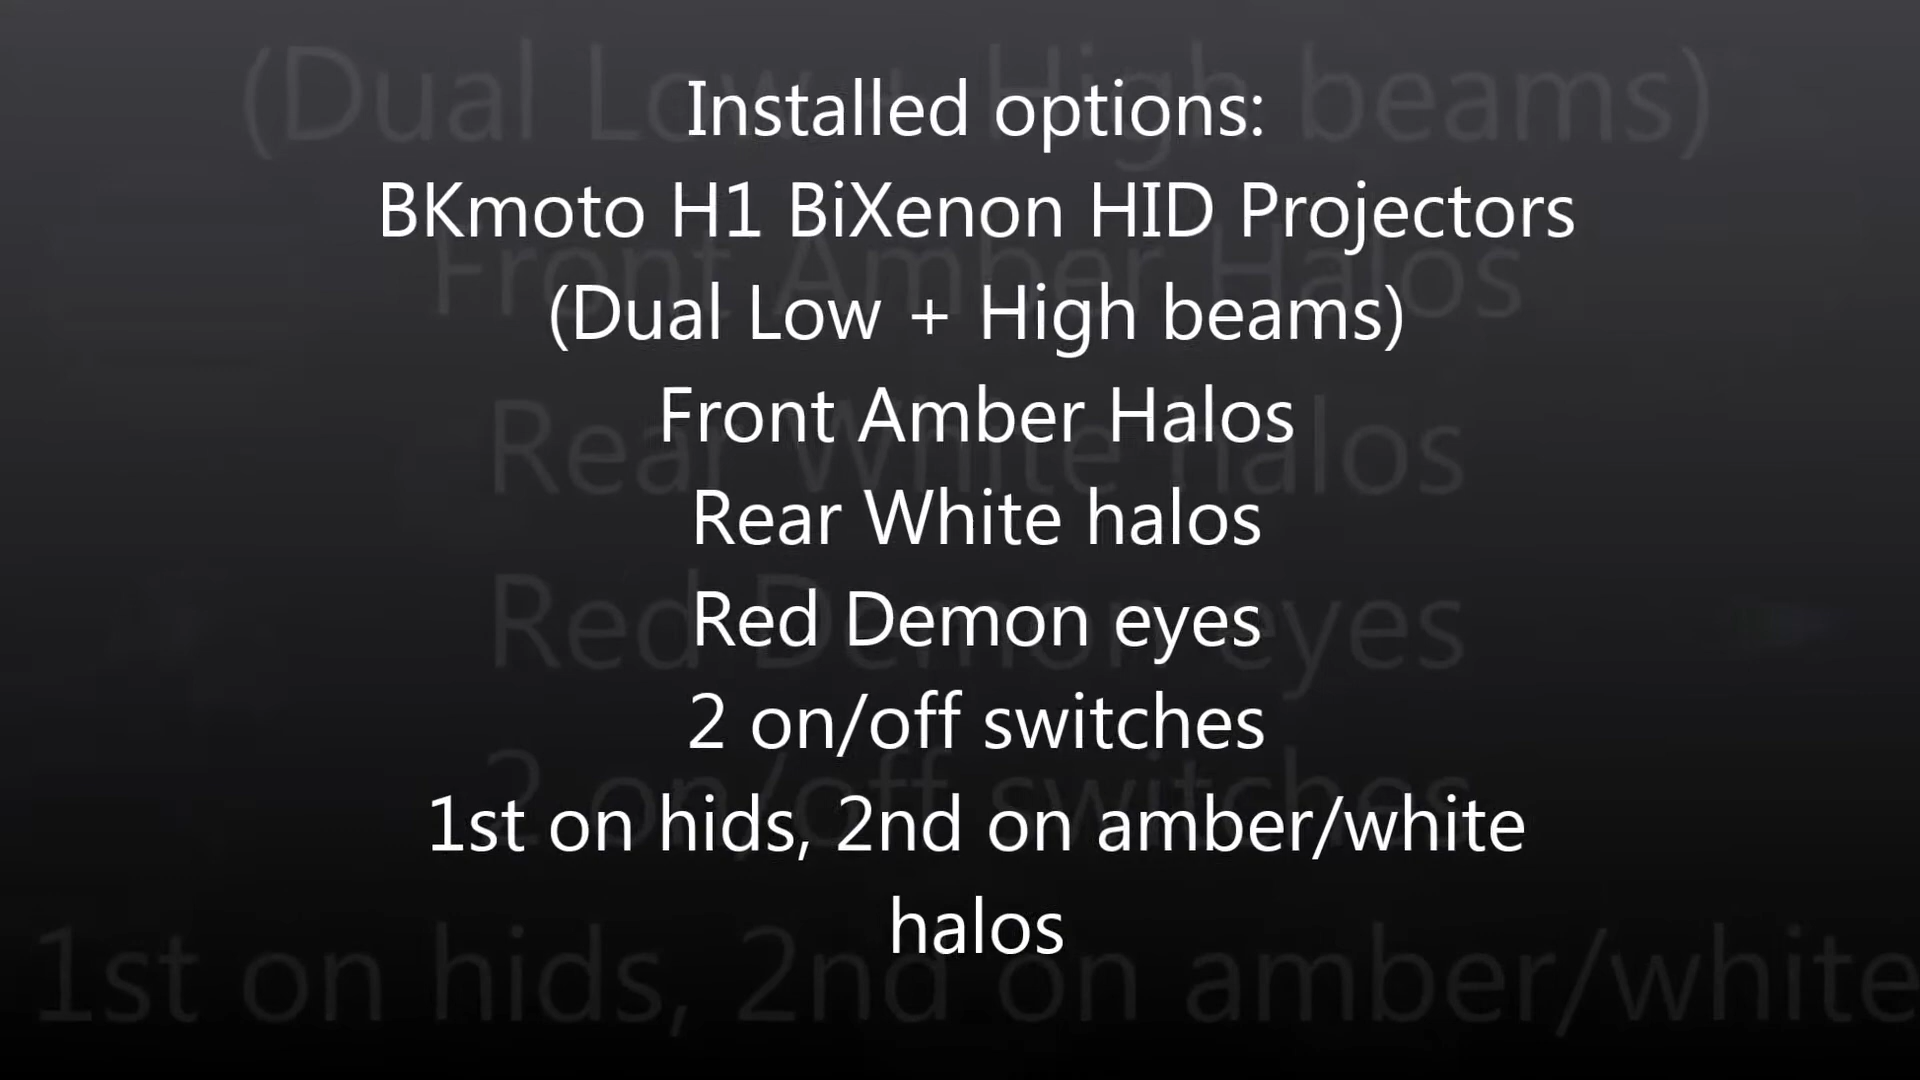 Installed options:
BKmoto H1 BiXenon HID Projectors
(Dual Low + High beams)
Front Amber Halos
Rear White halos
Red Demon eyes
2 on/off switches
1st on hids, 2nd on amber/white
halos